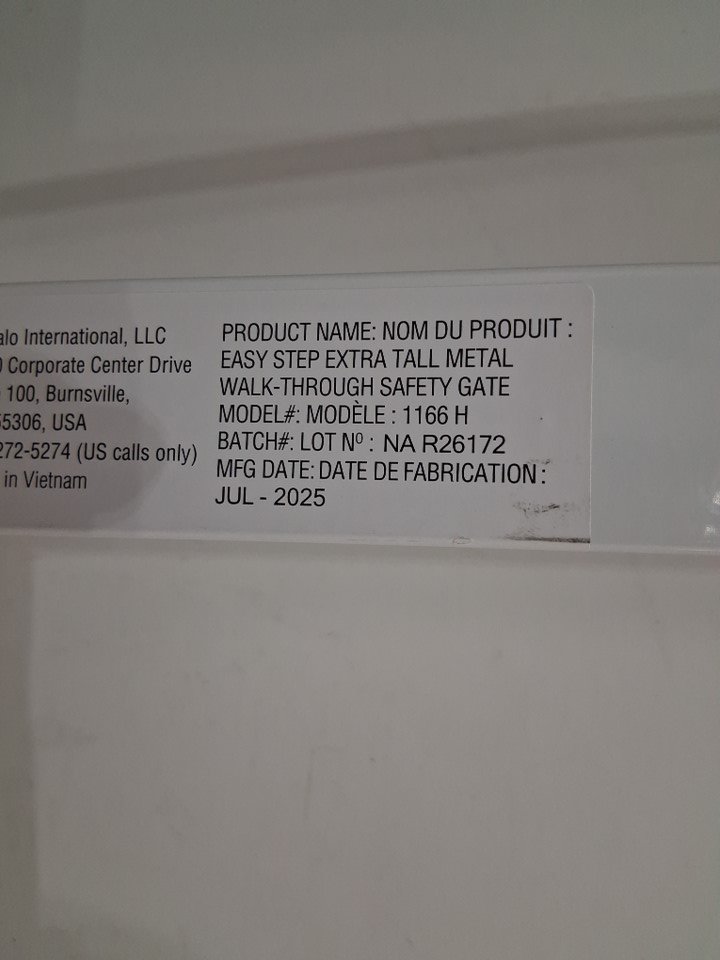 alo International, LLC
0 Corporate Center Drive
100, Burnsville,
55306, USA
272-5274 (US calls only)
in Vietnam
PRODUCT NAME: NOM DU PRODUIT :
EASY STEP EXTRA TALL METAL
WALK-THROUGH SAFETY GATE
MODEL#: MODÈLE : 1166 H
BATCH#: LOT Nº : NA R26172
MFG DATE: DATE DE FABRICATION :
JUL - 2025